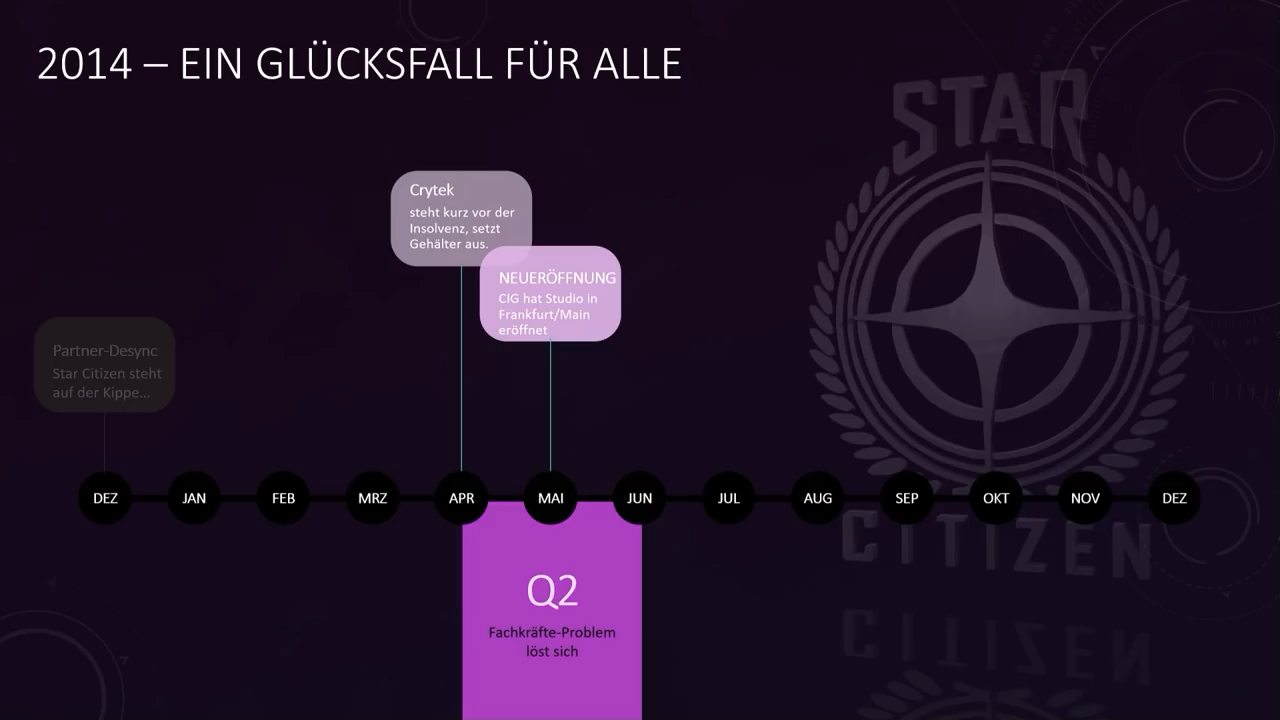 2014 – EIN GLÜCKSFALL FÜR ALLE
STAR
Crytek
steht kurz vor der
Insolvenz, setzt
Gehälter aus.
NEUERÖFFNUNG
CIG hat Studio in
Frankfurt/Main
eröffnet
Partner-Desync
Star Citizen steht
auf der Kippe...
DEZ
JAN
FEB
MRZ
APR
MAI
JUN
JUL
AUG
SEP
OKT
NOV
DEZ
CITIZEN
Q2
Fachkräfte-Problem
löst sich